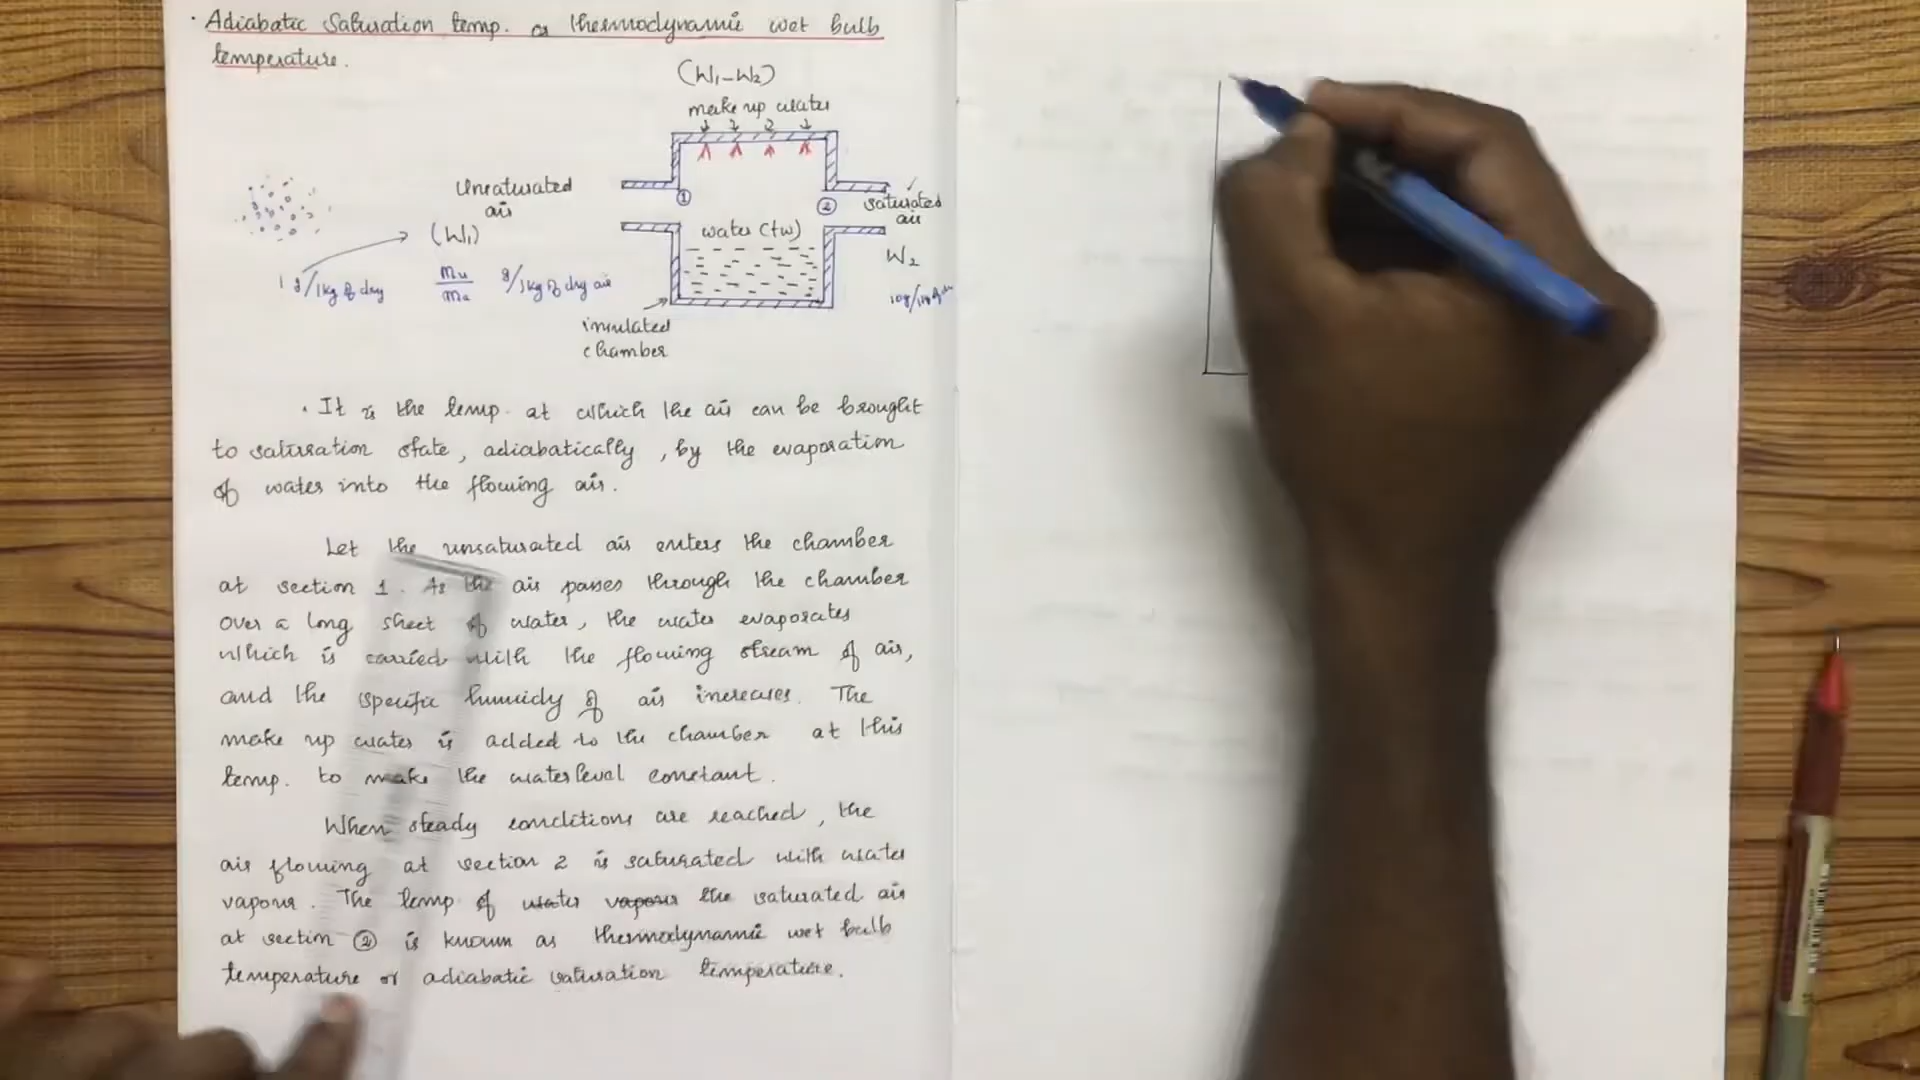 · Adiabatic Saturation temp. or thermodynamic wet bulb
temperature.
(W₁-W₂)
make up water
unsaturated
air
(W₁)
1 g/1kg of dry
mu/ma g/1kg of dry air
①
②
saturated
air
W₂
water (tw)
insulated
chamber
. It is the temp. at which the air can be brought
to saturation state, adiabatically, by the evaporation
of water into the flowing air.
Let the unsaturated air enters the chamber
at section 1. As the air passes through the chamber
over a long sheet of water, the water evaporates
which is carried with the flowing stream of air,
and the specific humidy of air increases. The
make up water is added to the chamber at this
temp. to make the water level constant.
When steady conditions are reached, the
air flowing at section 2 is saturated with water
vapour. The temp of water vapour the saturated air
at section ② is known as thermodynamic wet bulb
temperature or adiabatic saturation temperature.